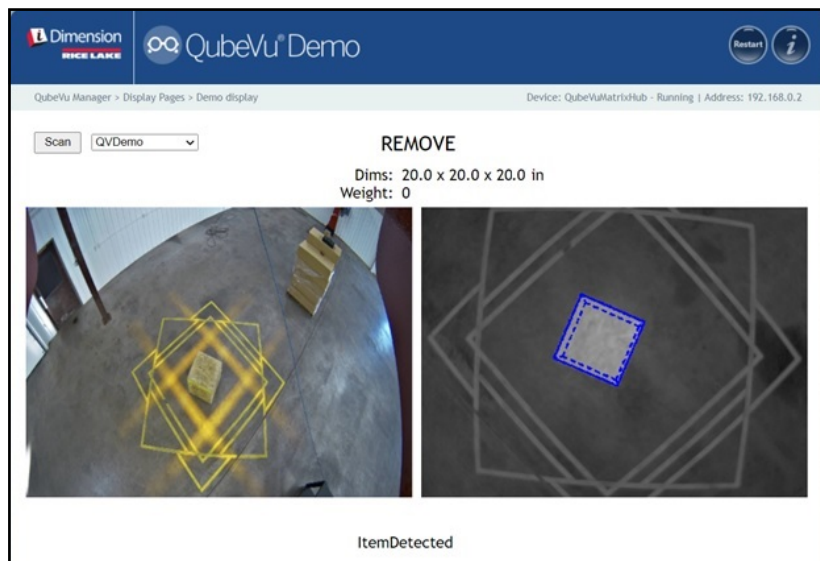 iDimension
RICE LAKE
QubeVu® Demo
Restart
i
QubeVu Manager > Display Pages > Demo display
Device: QubeVuMatrixHub - Running | Address: 192.168.0.2
Scan
QVDemo
REMOVE
Dims: 20.0 x 20.0 x 20.0 in
Weight: 0
ItemDetected